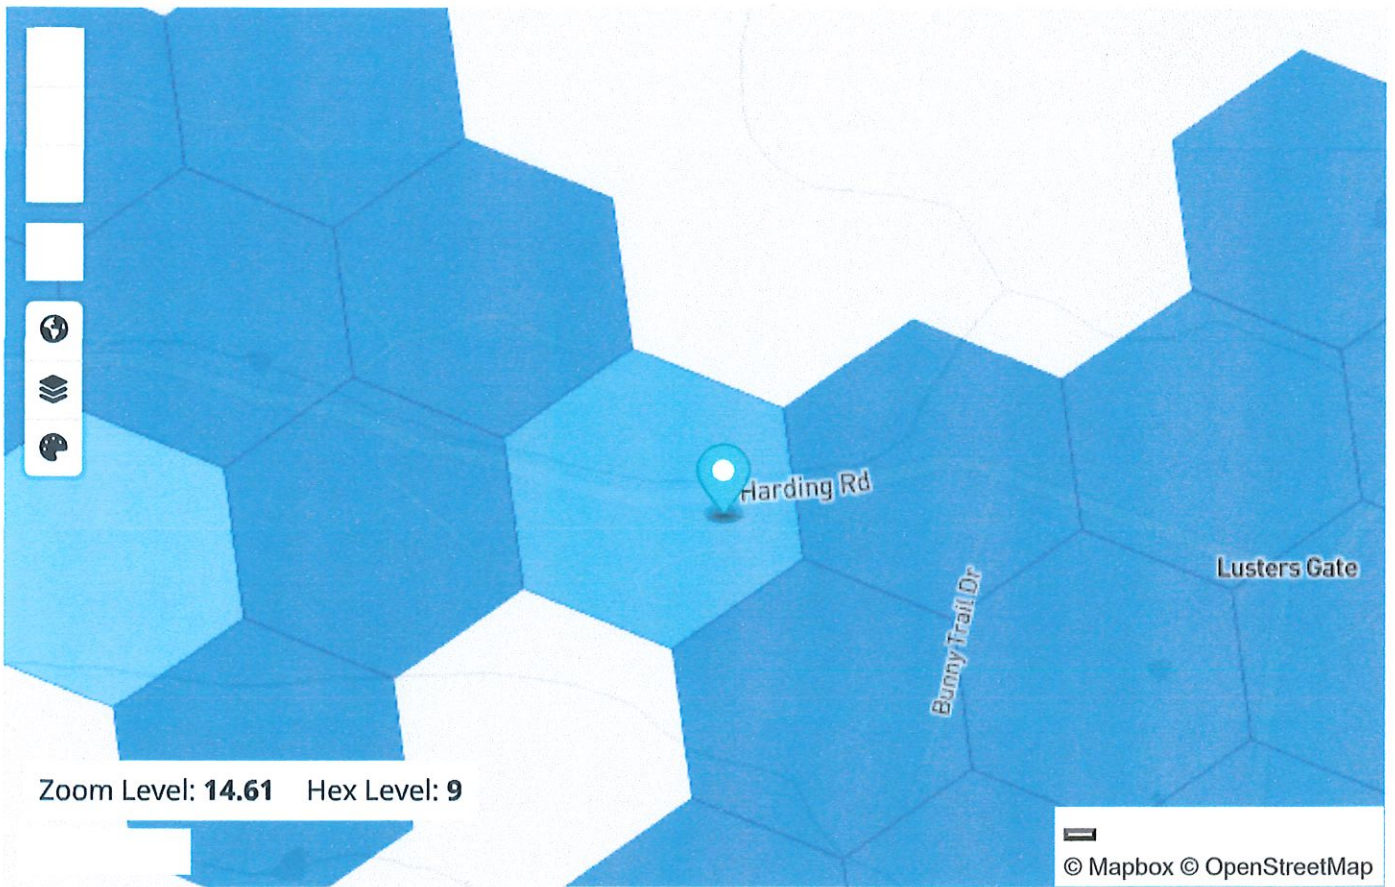 Harding Rd
Lusters Gate
Bunny Trail Dr
Zoom Level: 14.61 Hex Level: 9
© Mapbox © OpenStreetMap